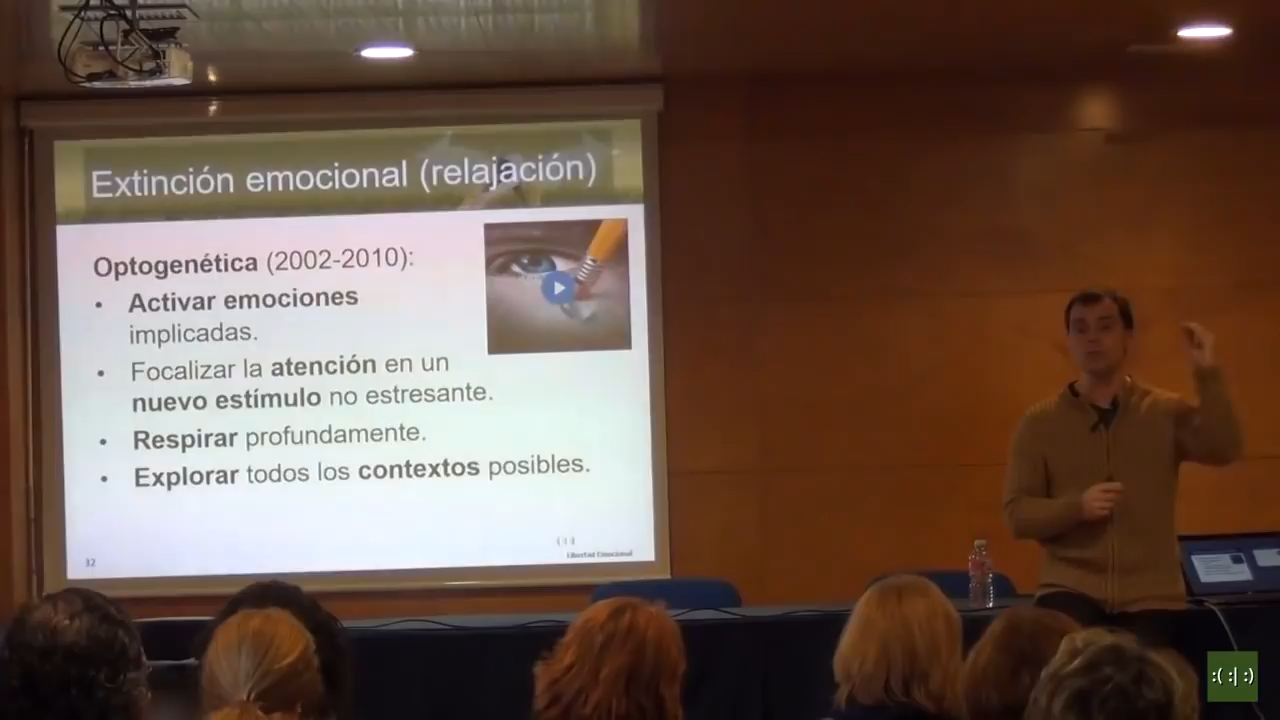 Extinción emocional (relajación)
Optogenética (2002-2010):
• Activar emociones
implicadas.
• Focalizar la atención en un
nuevo estímulo no estresante.
• Respirar profundamente.
• Explorar todos los contextos posibles.
32
Libertad Emocional
:( :| :)